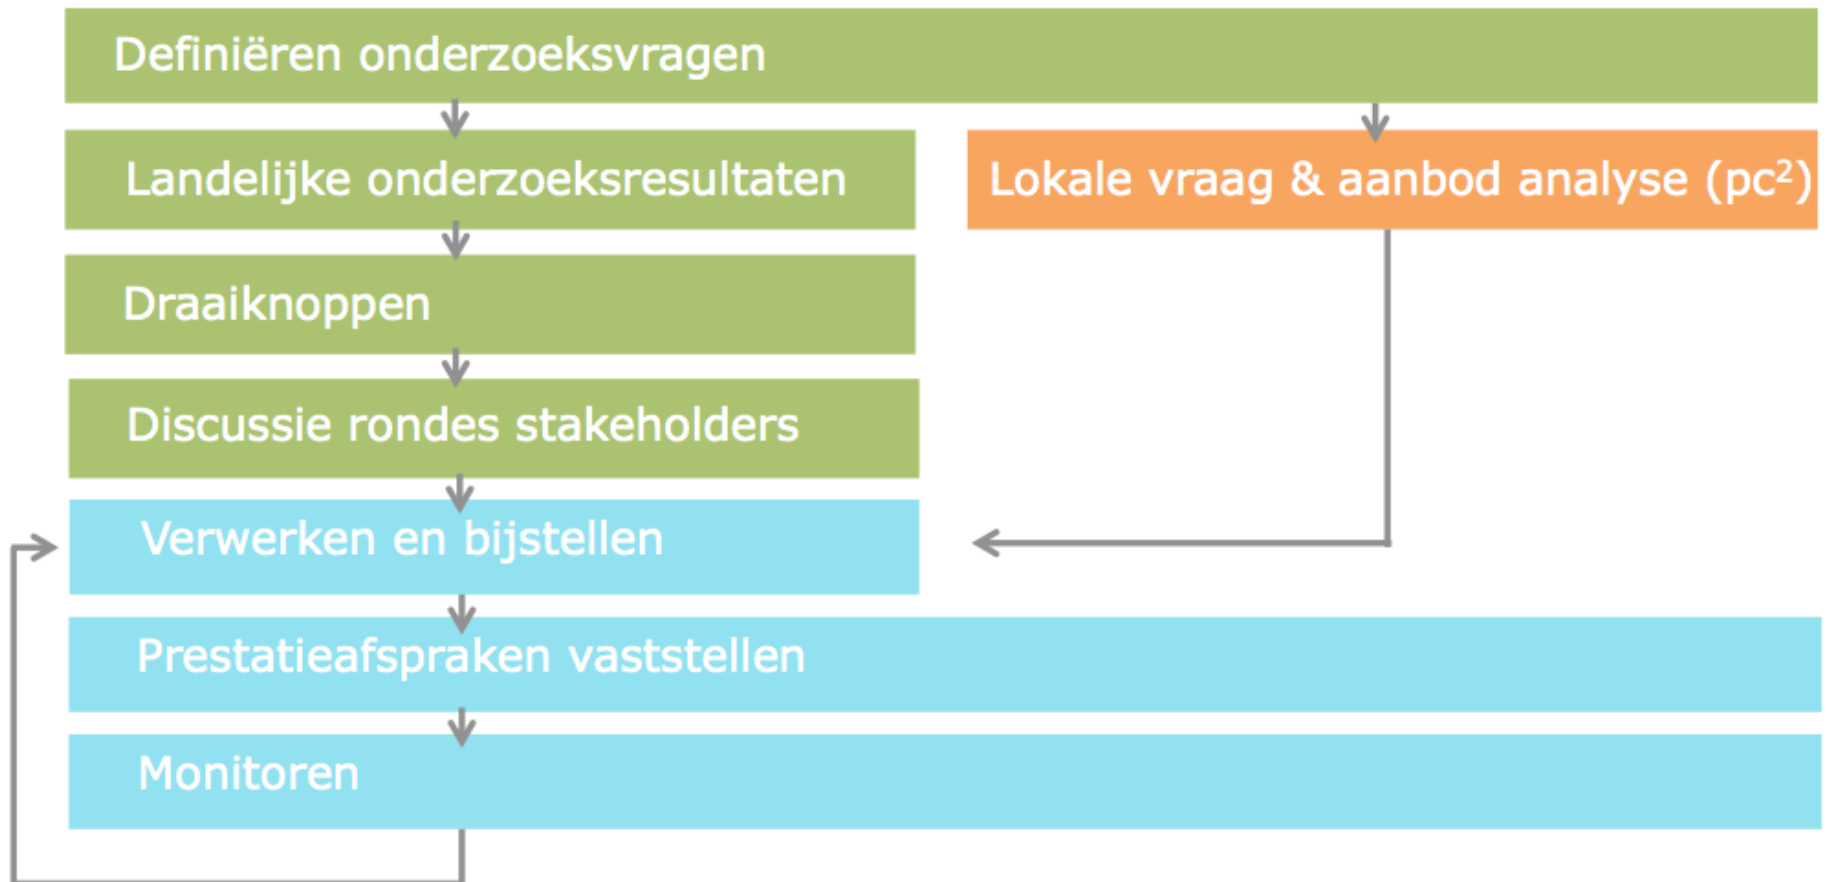 Definiëren onderzoeksvragen
Landelijke onderzoeksresultaten
Lokale vraag & aanbod analyse (pc²)
Draaiknoppen
Discussie rondes stakeholders
Verwerken en bijstellen
Prestatieafspraken vaststellen
Monitoren